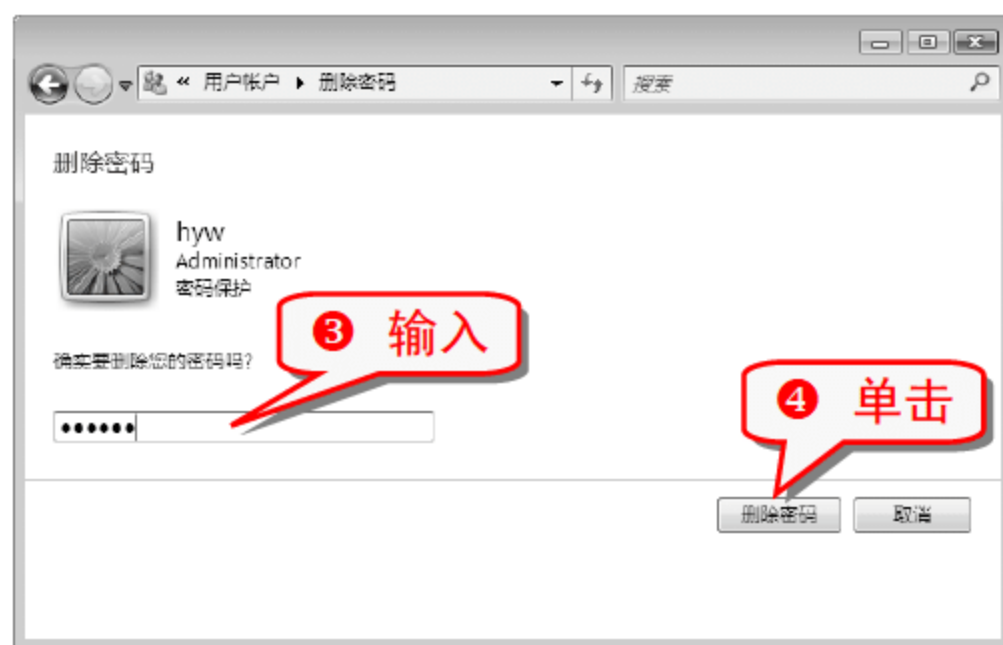 « 用户帐户 ▶ 删除密码
搜索
删除密码
hyw
Administrator
密码保护
❸ 输入
确实要删除您的密码吗?
●●●●●●
❹ 单击
删除密码
取消